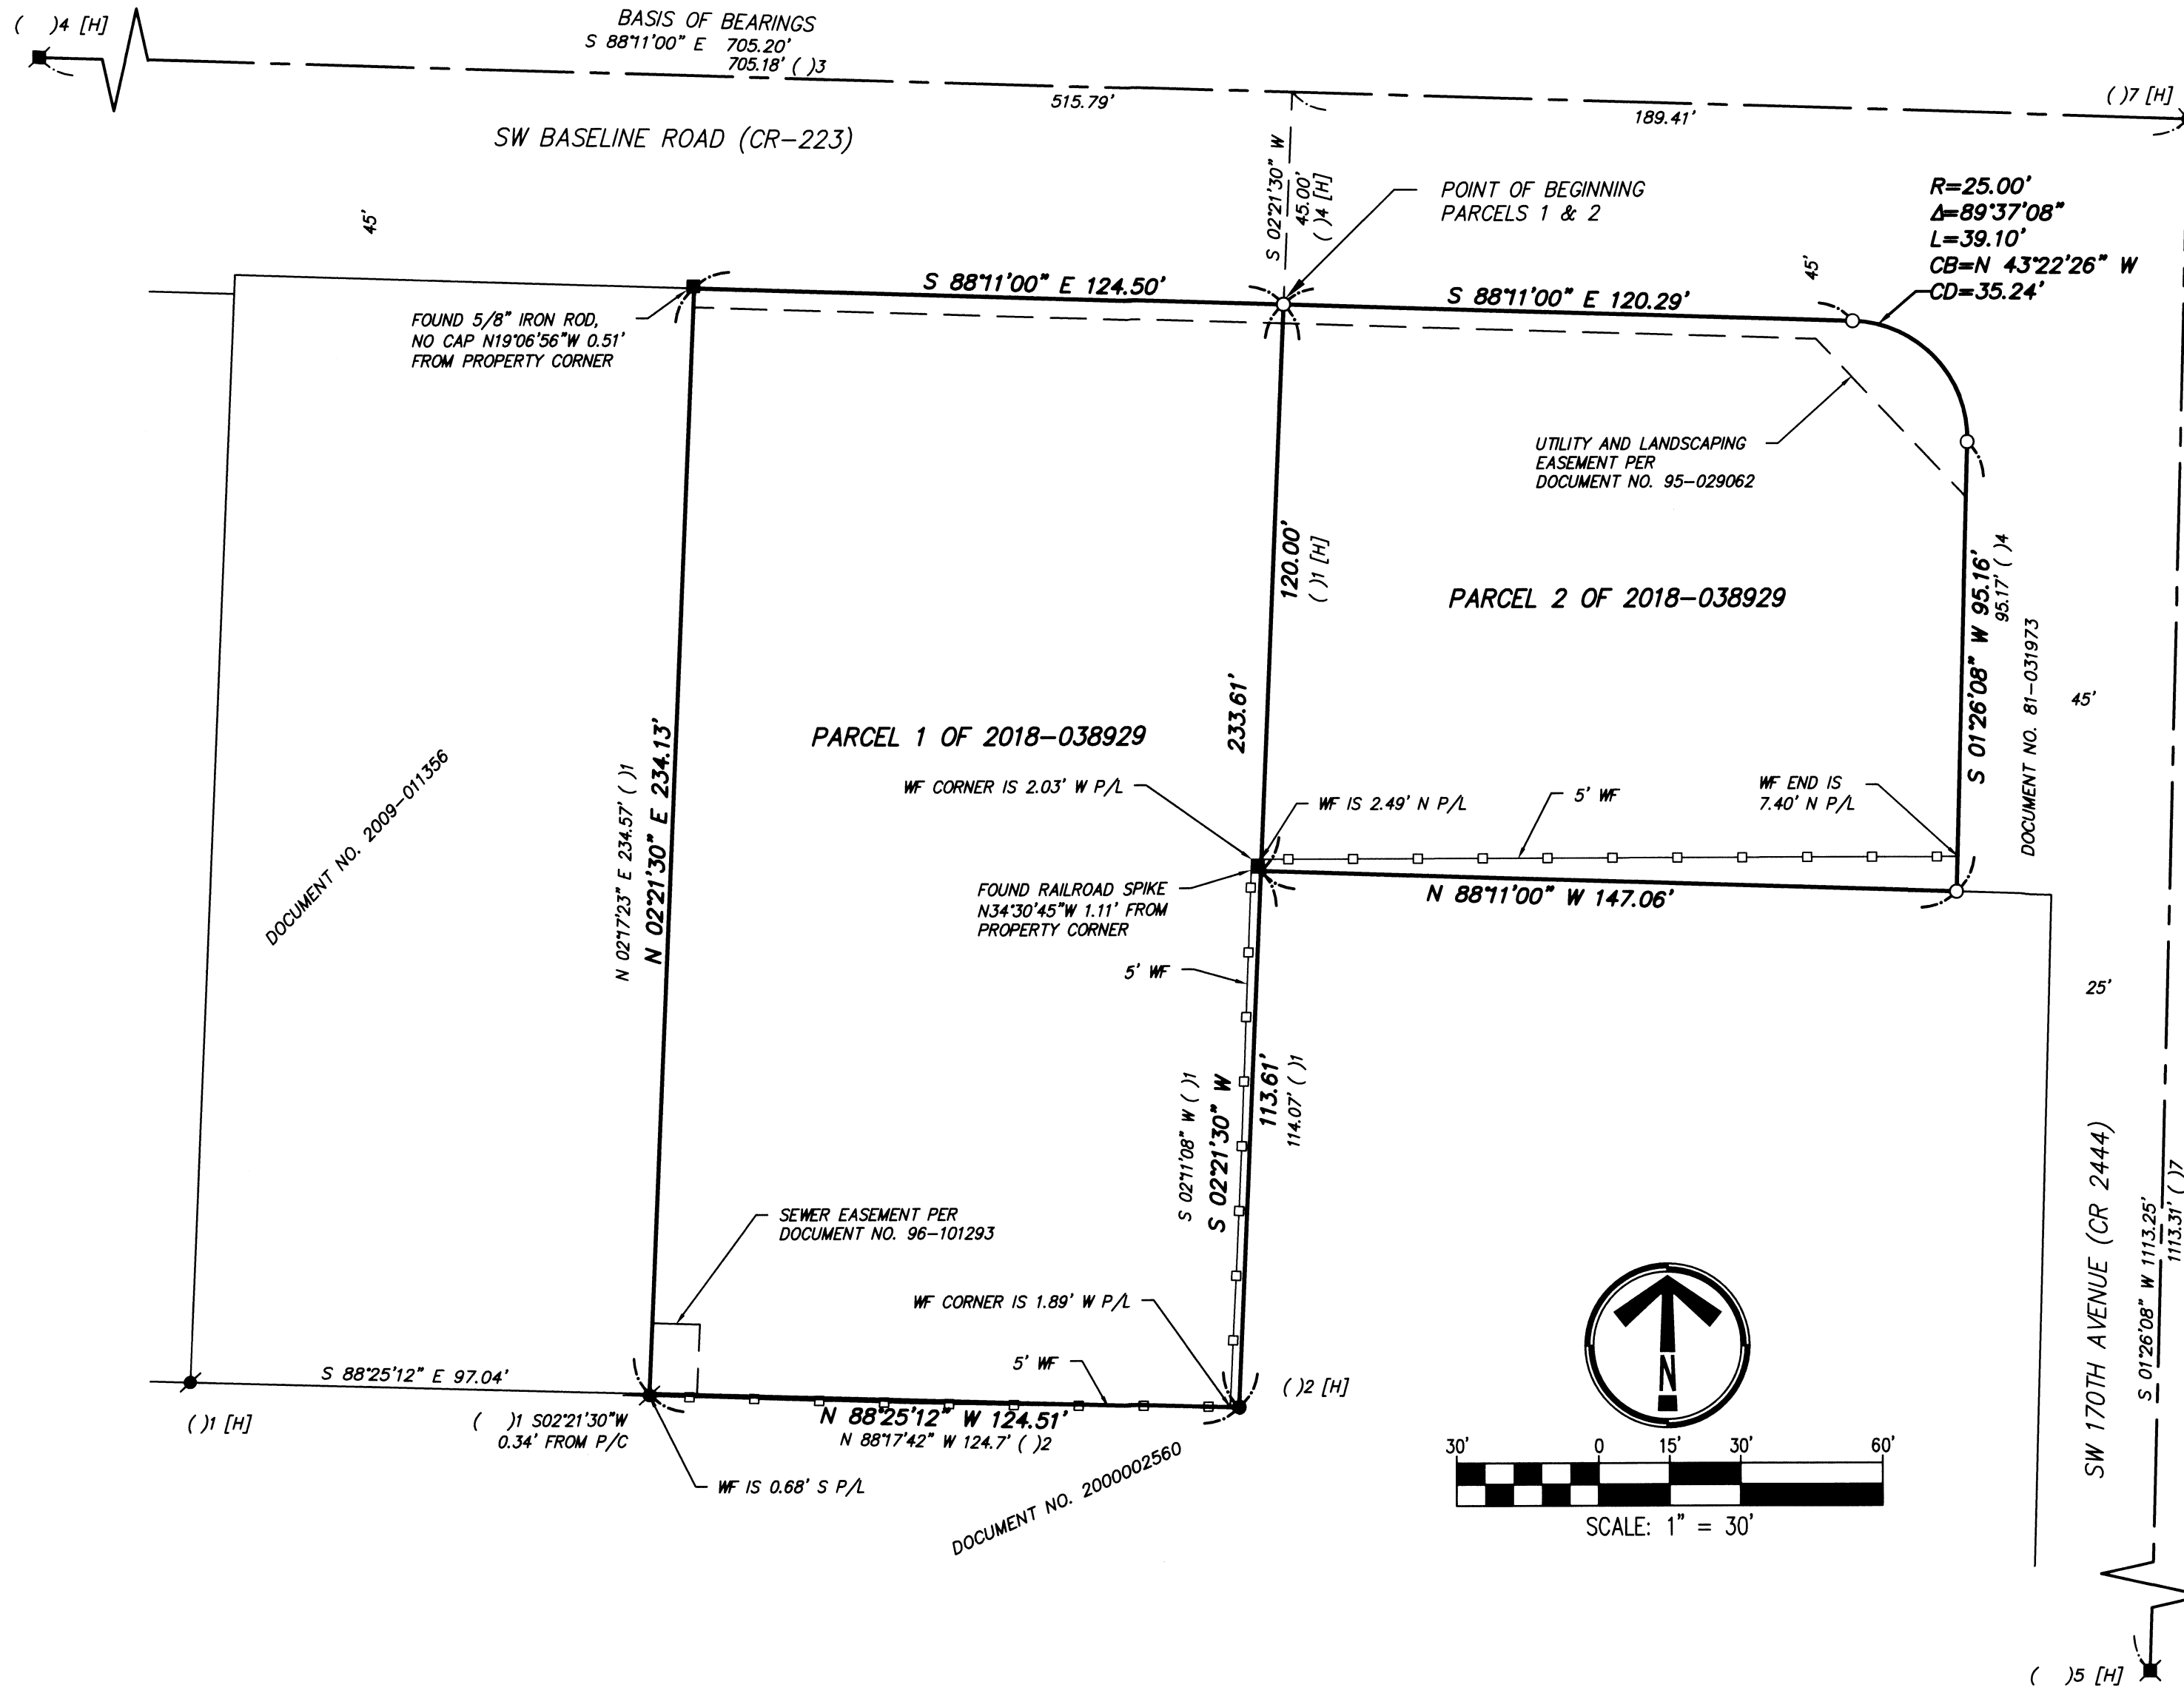 ( )4 [H]
BASIS OF BEARINGS
S 88°11'00" E 705.20'
705.18' ( )3
515.79'
189.41'
( )7 [H]
SW BASELINE ROAD (CR-223)
45'
S 02°21'30" W
45.00'
( )4 [H]
POINT OF BEGINNING
PARCELS 1 & 2
R=25.00'
Δ=89°37'08"
L=39.10'
CB=N 43°22'26" W
CD=35.24'
45'
S 88°11'00" E 124.50'
S 88°11'00" E 120.29'
FOUND 5/8" IRON ROD,
NO CAP N19°06'56"W 0.51'
FROM PROPERTY CORNER
UTILITY AND LANDSCAPING
EASEMENT PER
DOCUMENT NO. 95-029062
120.00'
( )1 [H]
PARCEL 2 OF 2018-038929
S 01°26'08" W 95.16'
95.17' ( )4
DOCUMENT NO. 81-031973
45'
233.61'
PARCEL 1 OF 2018-038929
N 02°17'23" E 234.57' ( )1
N 02°21'30" E 234.13'
DOCUMENT NO. 2009-011356
WF CORNER IS 2.03' W P/L
WF IS 2.49' N P/L
5' WF
WF END IS
7.40' N P/L
FOUND RAILROAD SPIKE
N34°30'45"W 1.11' FROM
PROPERTY CORNER
N 88°11'00" W 147.06'
5' WF
25'
S 02°11'08" W ( )1
S 02°21'30" W
113.61'
114.07' ( )1
SEWER EASEMENT PER
DOCUMENT NO. 96-101293
WF CORNER IS 1.89' W P/L
5' WF
( )2 [H]
S 88°25'12" E 97.04'
( )1 [H]
( )1 S02°21'30"W
0.34' FROM P/C
N 88°25'12" W 124.51'
N 88°17'42" W 124.7' ( )2
WF IS 0.68' S P/L
DOCUMENT NO. 2000002560
N
30' 0 15' 30' 60'
SCALE: 1" = 30'
SW 170TH AVENUE (CR 2444)
S 01°26'08" W 1113.25'
1113.31' ( )7
( )5 [H]